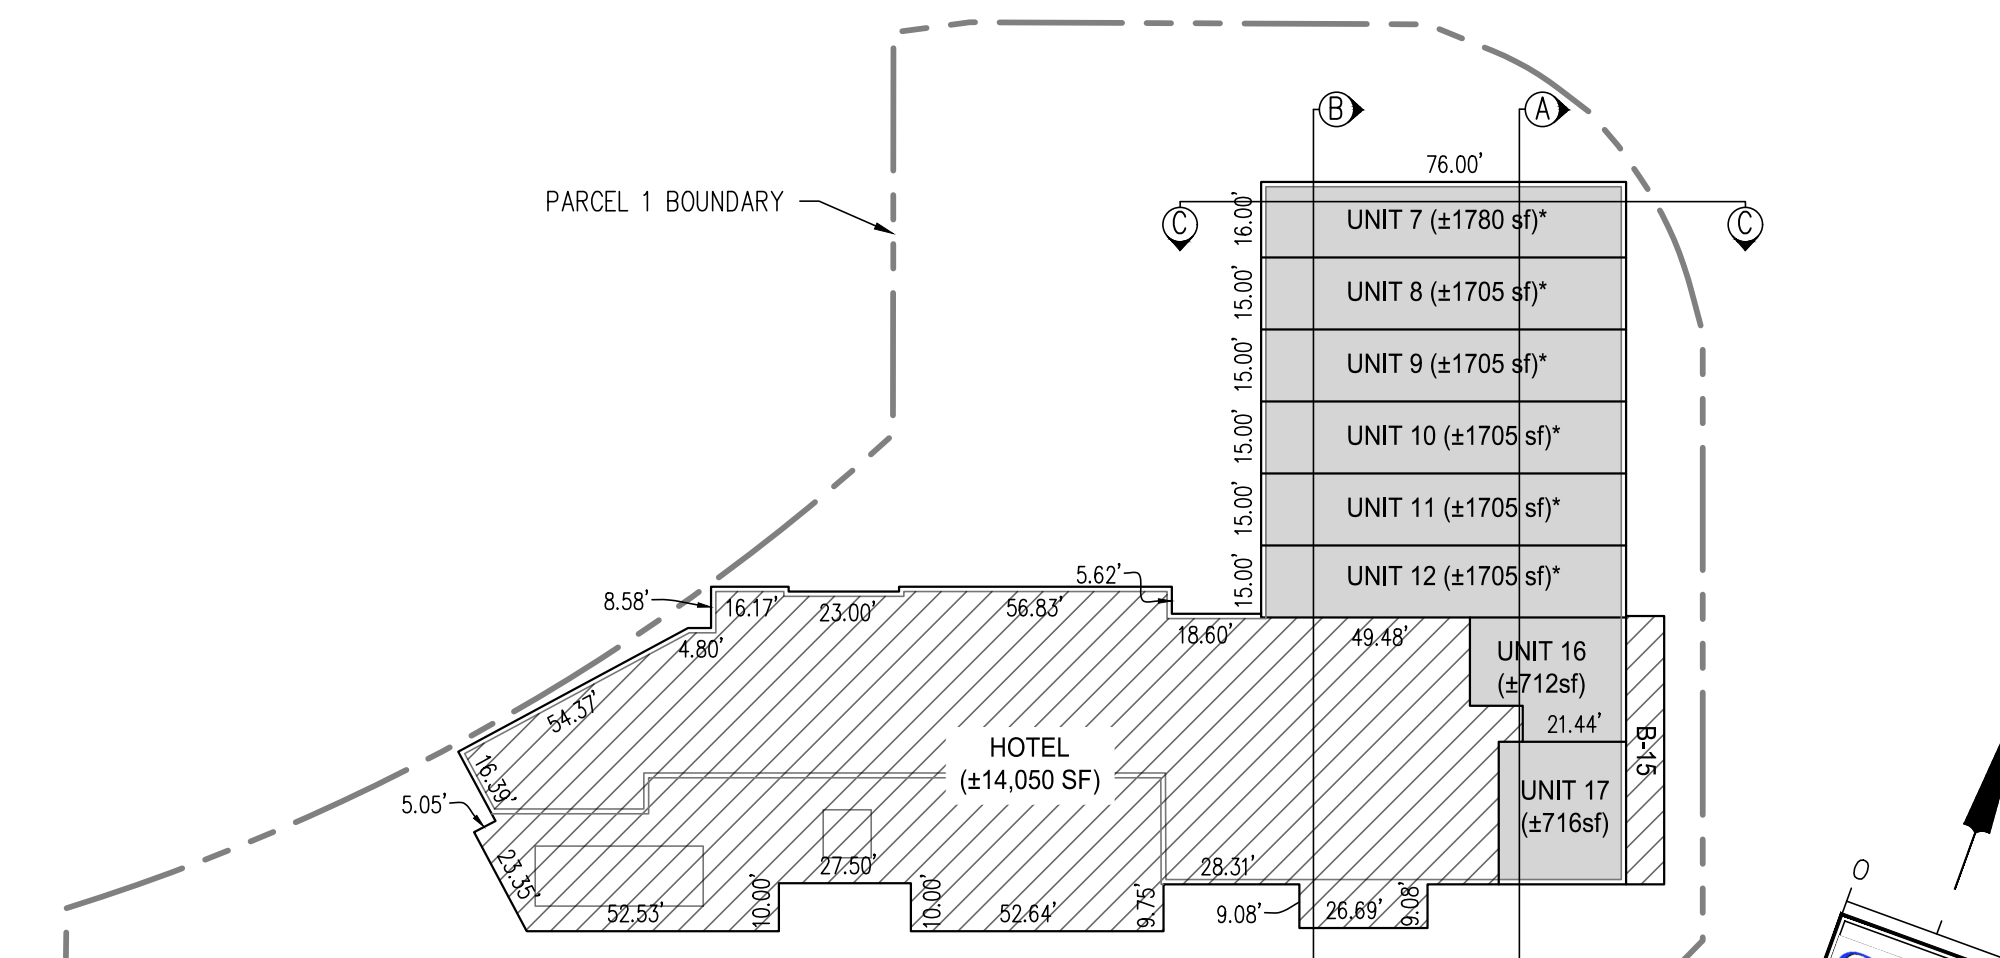 B
A
76.00'
PARCEL 1 BOUNDARY
C
16.00'
UNIT 7 (±1780 sf)*
C
15.00'
UNIT 8 (±1705 sf)*
15.00'
UNIT 9 (±1705 sf)*
15.00'
UNIT 10 (±1705 sf)*
15.00'
UNIT 11 (±1705 sf)*
15.00'
UNIT 12 (±1705 sf)*
5.62'
8.58'
16.17'
23.00'
56.83'
18.60'
49.48'
4.80'
UNIT 16
(±712sf)
54.37'
21.44'
B-15
HOTEL
(±14,050 SF)
16.39'
5.05'
UNIT 17
(±716sf)
23.35'
27.50'
28.31'
52.53'
10.00'
10.00'
52.64'
9.75'
9.08'
26.69'
9.08'
0